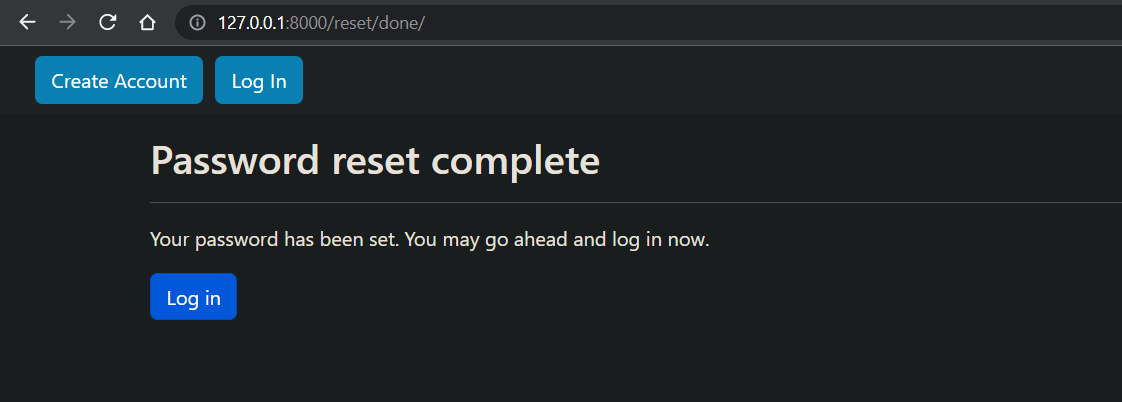 127.0.0.1:8000/reset/done/
Create Account Log In
Password reset complete
Your password has been set. You may go ahead and log in now.
Log in